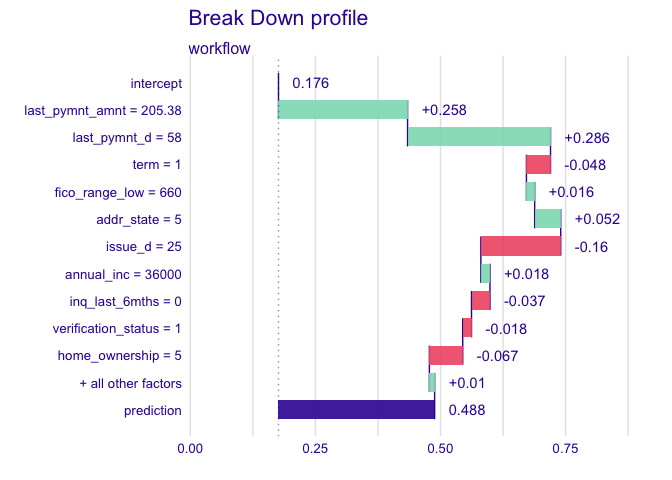 Break Down profile
workflow
intercept 0.176
last_pymnt_amnt = 205.38 +0.258
last_pymnt_d = 58 +0.286
term = 1 -0.048
fico_range_low = 660 +0.016
addr_state = 5 +0.052
issue_d = 25 -0.16
annual_inc = 36000 +0.018
inq_last_6mths = 0 -0.037
verification_status = 1 -0.018
home_ownership = 5 -0.067
+ all other factors +0.01
prediction 0.488
0.00 0.25 0.50 0.75